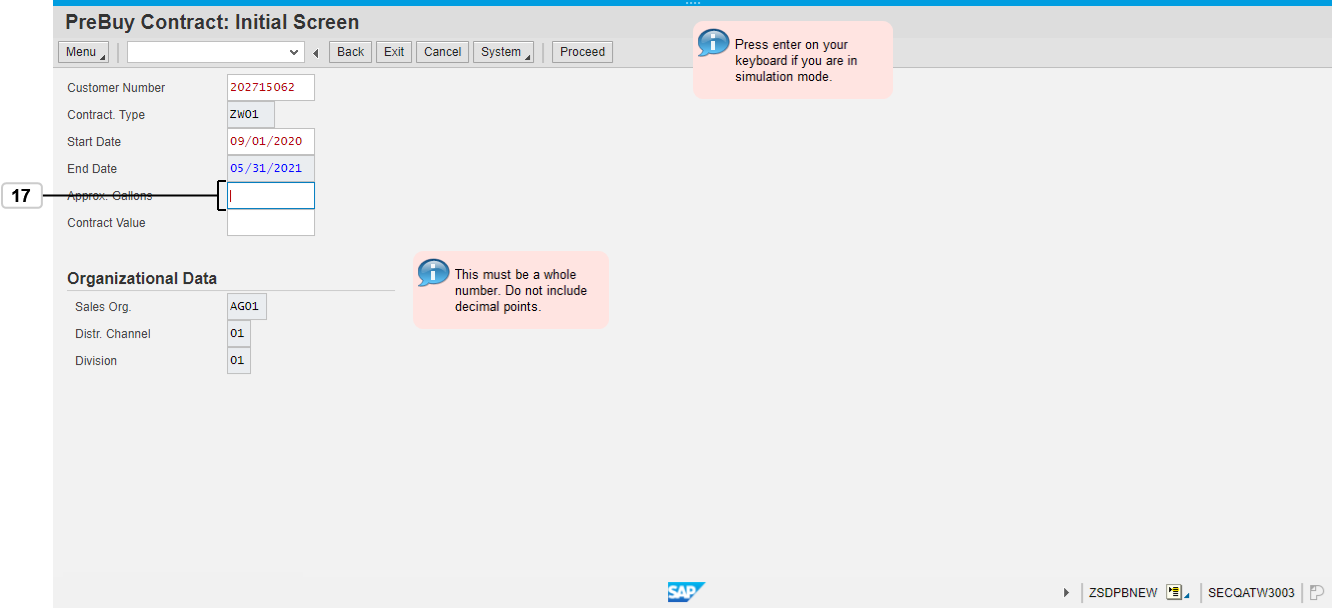 PreBuy Contract: Initial Screen
Menu Back Exit Cancel System Proceed
Press enter on your
keyboard if you are in
simulation mode.
Customer Number 202715062
Contract. Type ZW01
Start Date 09/01/2020
End Date 05/31/2021
17 Approx. Gallons
Contract Value
Organizational Data
This must be a whole
number. Do not include
decimal points.
Sales Org. AG01
Distr. Channel 01
Division 01
SAP ZSDPBNEW SECQATW3003